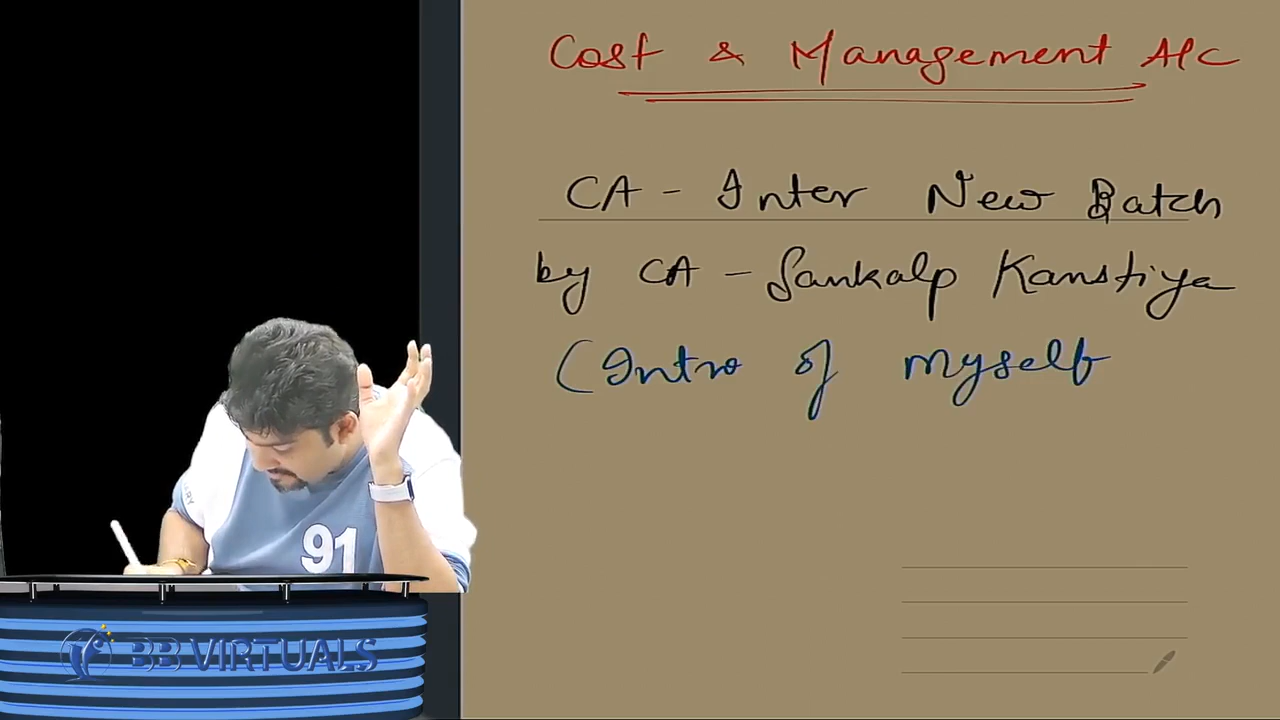 Cost & Management A/c
CA - Inter New Batch
by CA - Sankalp Kanstiya
(Intro of myself
91
BB VIRTUALS